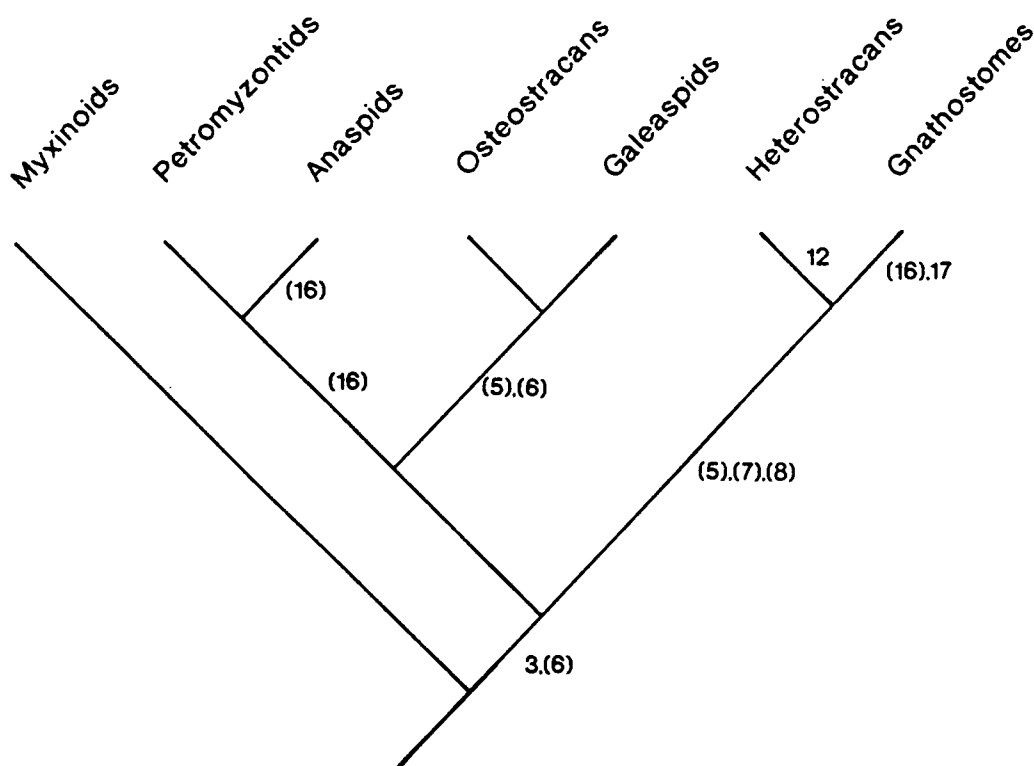 Myxinoids
Petromyzontids
Anaspids
Osteostracans
Galeaspids
Heterostracans
Gnathostomes
12
(16).17
(16)
(16)
(5).(6)
(5).(7).(8)
3.(6)